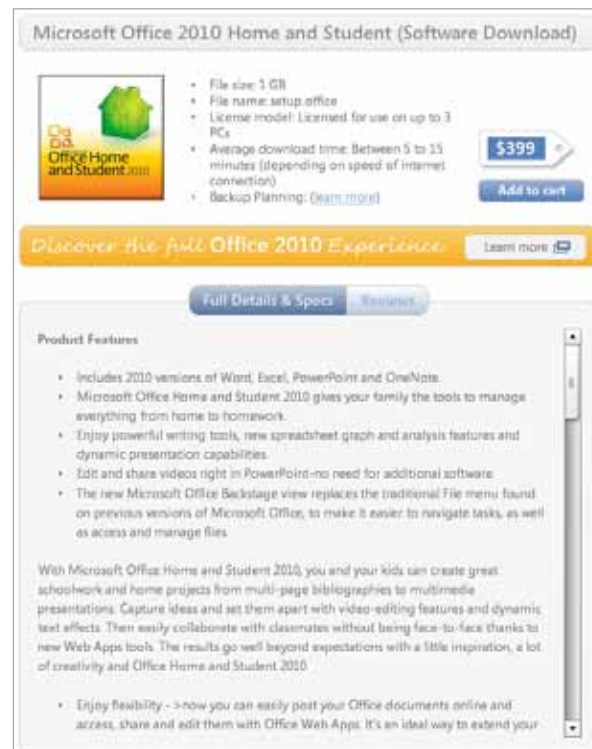 Microsoft Office 2010 Home and Student (Software Download)
Office Home
and Student 2010
• File size: 1 GB
• File name: setup.office
• License model: Licensed for use on up to 3
PCs
• Average download time: Between 5 to 15
minutes (depending on speed of internet
connection)
• Backup Planning: (learn more)
$399
Add to cart
Discover the full Office 2010 Experience
Learn more
Full Details & Specs
Reviews
Product Features
• Includes 2010 versions of Word, Excel, PowerPoint and OneNote.
• Microsoft Office Home and Student 2010 gives your family the tools to manage
everything from home to homework.
• Enjoy powerful writing tools, new spreadsheet graph and analysis features and
dynamic presentation capabilities.
• Edit and share videos right in PowerPoint-no need for additional software
• The new Microsoft Office Backstage view replaces the traditional File menu found
on previous versions of Microsoft Office, to make it easier to navigate tasks, as well
as access and manage files.
With Microsoft Office Home and Student 2010, you and your kids can create great
schoolwork and home projects from multi-page bibliographies to multimedia
presentations. Capture ideas and set them apart with video-editing features and dynamic
text effects. Then easily collaborate with classmates without being face-to-face thanks to
new Web Apps tools. The results go well beyond expectations with a little inspiration, a lot
of creativity and Office Home and Student 2010.
• Enjoy flexibility - >now you can easily post your Office documents online and
access, share and edit them with Office Web Apps. It's an ideal way to extend your